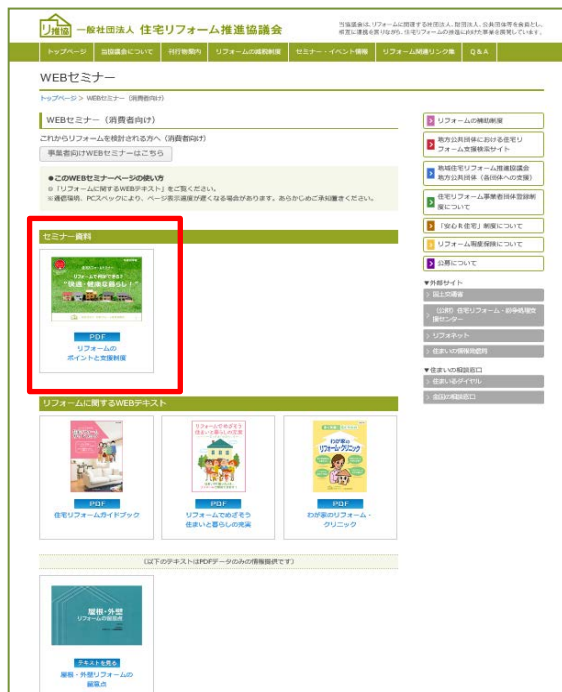 リ推協 一般社団法人 住宅リフォーム推進協議会
当協議会は、リフォームに関連する社団法人、財団法人、公共団体等を会員とし、
相互に連携を図りながら、住宅リフォームの推進に向けた事業を展開しています。
トップページ 当協議会について 刊行物案内 リフォームの減税制度 セミナー・イベント情報 リフォーム関連リンク集 Q&A
WEBセミナー
トップページ > WEBセミナー（消費者向け）
WEBセミナー（消費者向け）
これからリフォームを検討される方へ（消費者向け）
事業者向けWEBセミナーはこちら
●このWEBセミナーページの使い方
「リフォームに関するWEBテキスト」をご覧ください。
※通信環境、PCスペックにより、ページ表示速度が遅くなる場合があります。あらかじめご承知置きください。
セミナー資料
"快適・健康な暮らし！"
PDF
リフォームの
ポイントと支援制度
リフォームに関するWEBテキスト
PDF
住宅リフォームガイドブック
リフォームでめざそう
住まいと暮らしの充実
PDF
リフォームでめざそう
住まいと暮らしの充実
わが家の
リフォーム・クリニック
PDF
わが家のリフォーム・
クリニック
（以下のテキストはPDFデータのみの情報提供です）
屋根・外壁
リフォームの留意点
テキストを見る
屋根・外壁リフォームの
留意点
リフォームの補助制度
地方公共団体における住宅リ
フォーム支援検索サイト
地域住宅リフォーム推進協議会
地方公共団体（各団体への支援）
住宅リフォーム事業者団体登録制
度について
「安心R住宅」制度について
リフォーム瑕疵保険について
公募について
▼外部サイト
国土交通省
（公財）住宅リフォーム・紛争処理支
援センター
リフォネット
住まいの情報発信局
▼住まいの相談窓口
住まいるダイヤル
全国の相談窓口